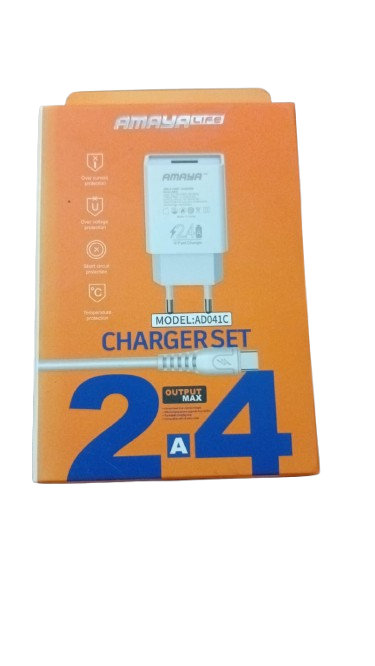 AMAYA LIFE
Over current
protection
Over voltage
protection
Short circuit
protection
°C
Temperature
protection
AMAYA
2.4
MODEL:AD041C
CHARGER SET
OUTPUT
MAX
2.4
A